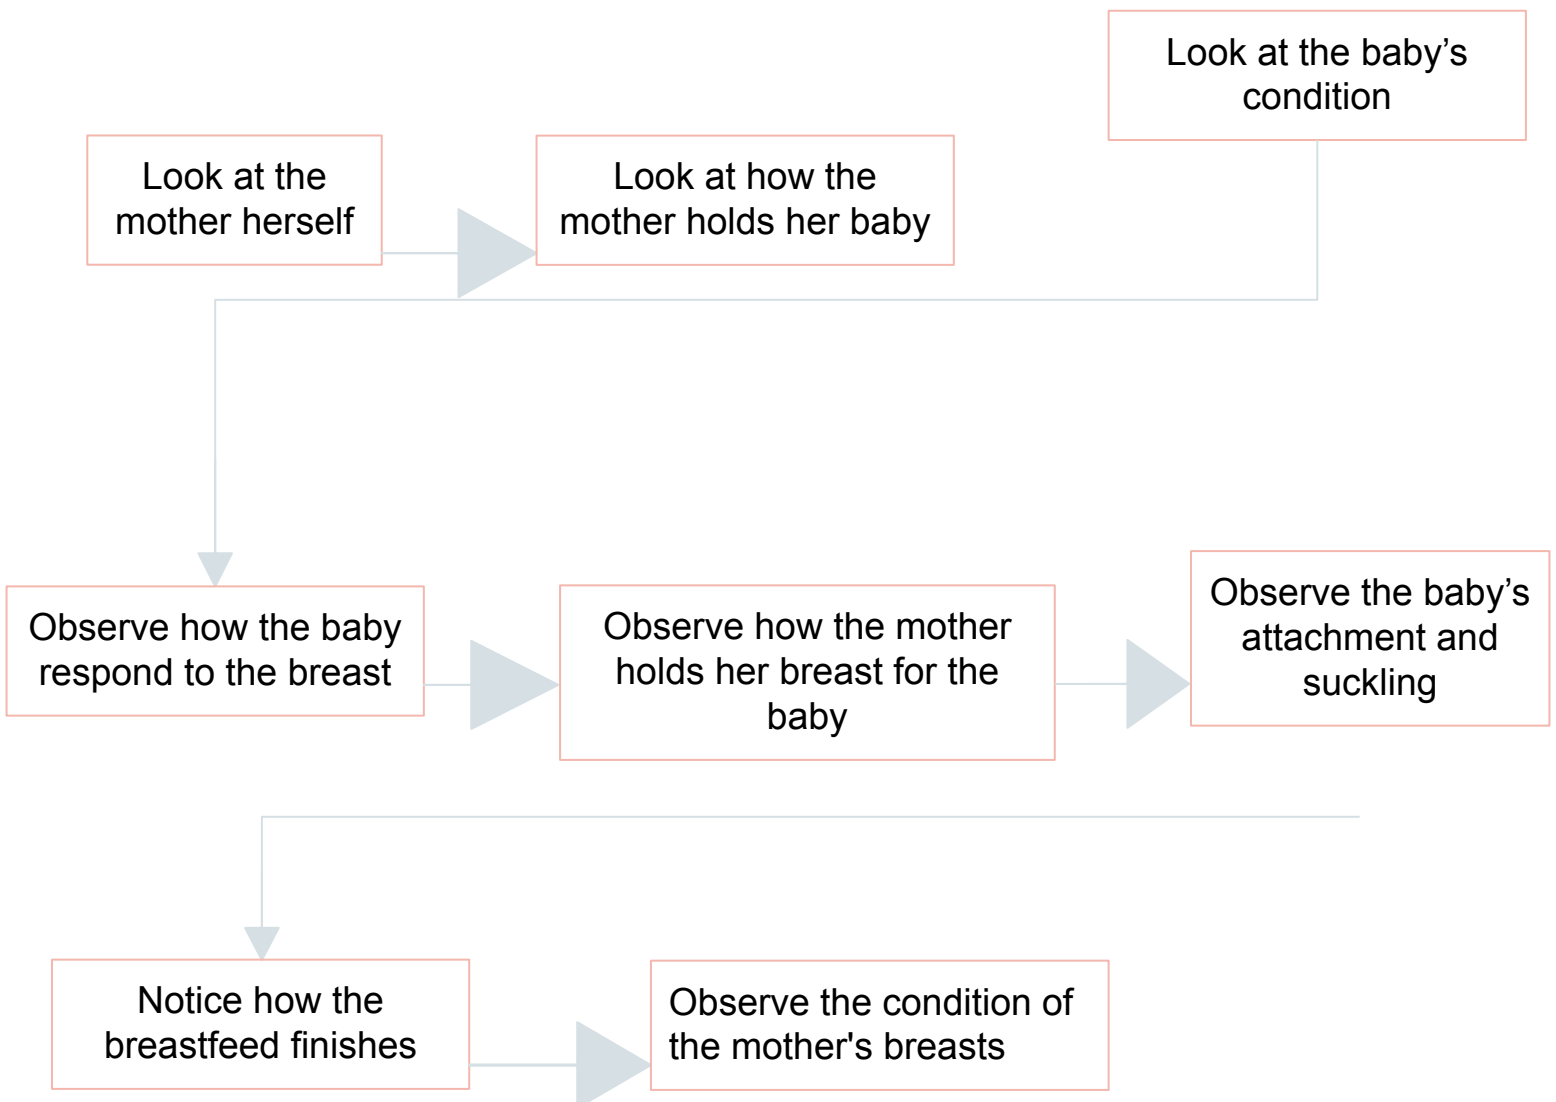 Look at the baby’s
condition
Look at the
mother herself
Look at how the
mother holds her baby
Observe how the baby
respond to the breast
Observe how the mother
holds her breast for the
baby
Observe the baby’s
attachment and
suckling
Notice how the
breastfeed finishes
Observe the condition of
the mother's breasts